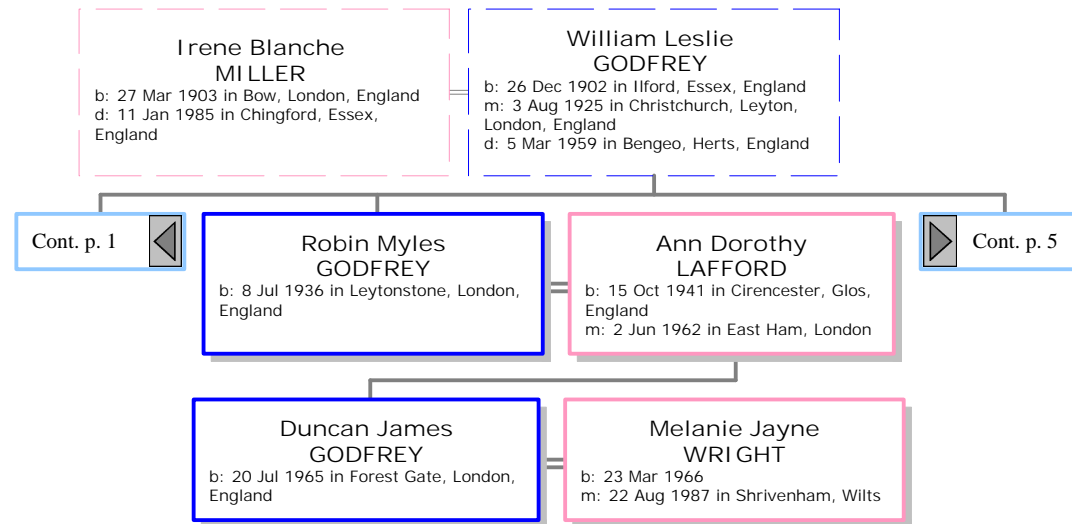 Irene Blanche
MILLER
b: 27 Mar 1903 in Bow, London, England
d: 11 Jan 1985 in Chingford, Essex,
England
William Leslie
GODFREY
b: 26 Dec 1902 in Ilford, Essex, England
m: 3 Aug 1925 in Christchurch, Leyton,
London, England
d: 5 Mar 1959 in Bengeo, Herts, England
Cont. p. 1
Robin Myles
GODFREY
b: 8 Jul 1936 in Leytonstone, London,
England
Ann Dorothy
LAFFORD
b: 15 Oct 1941 in Cirencester, Glos,
England
m: 2 Jun 1962 in East Ham, London
Cont. p. 5
Duncan James
GODFREY
b: 20 Jul 1965 in Forest Gate, London,
England
Melanie Jayne
WRIGHT
b: 23 Mar 1966
m: 22 Aug 1987 in Shrivenham, Wilts